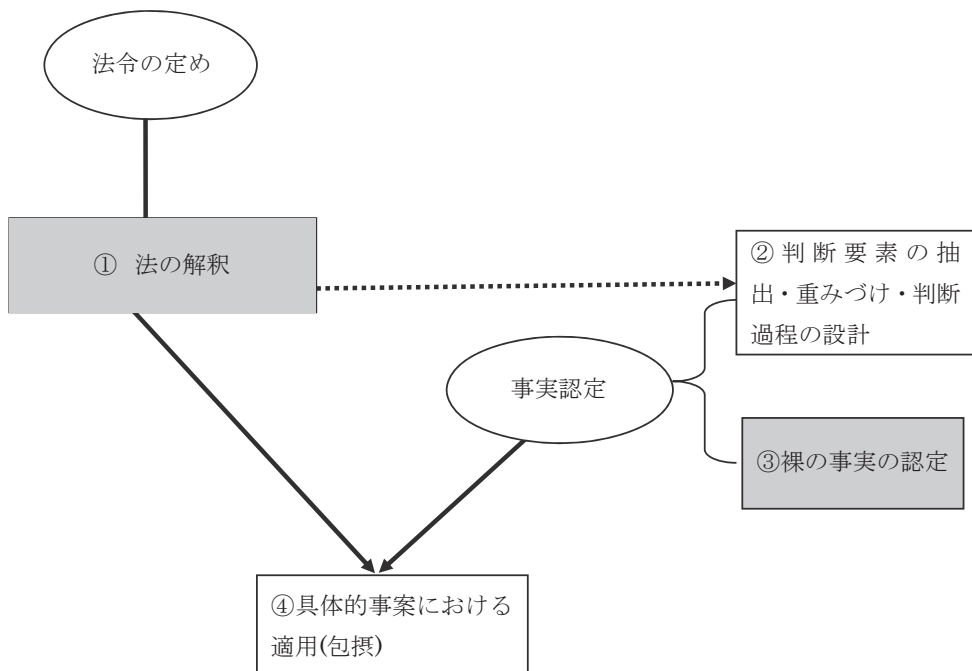 法令の定め
① 法の解釈
②判断要素の抽
出・重みづけ・判断
過程の設計
事実認定
③裸の事実の認定
④具体的事案における
適用(包摂)